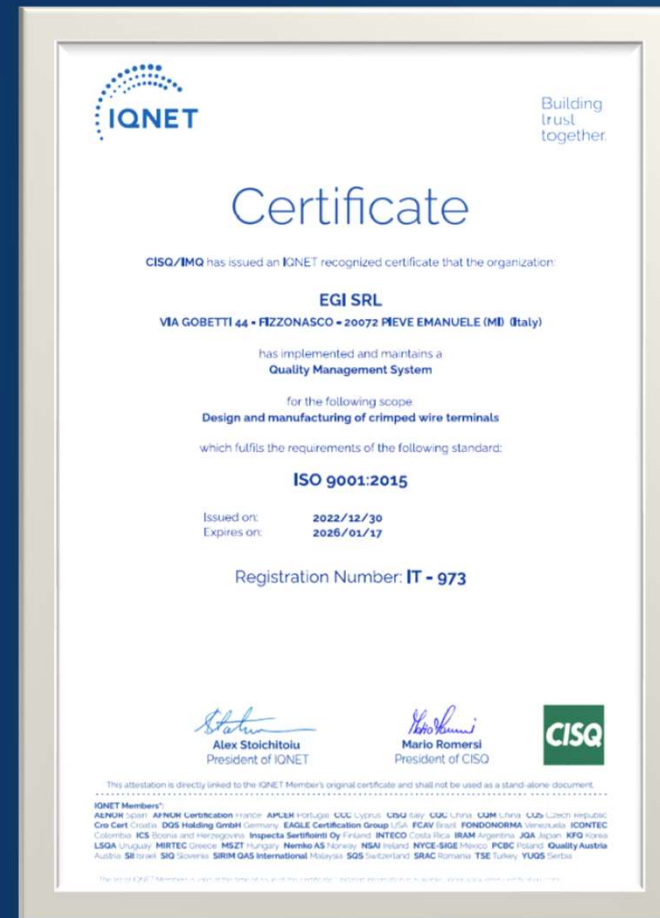 IQNET
Building
trust
together.
Certificate
CISQ/IMQ has issued an IQNET recognized certificate that the organization:
EGI SRL
VIA GOBETTI 44 - FIZZONASCO - 20072 PIEVE EMANUELE (MI) (Italy)
has implemented and maintains a
Quality Management System
for the following scope:
Design and manufacturing of crimped wire terminals
which fulfils the requirements of the following standard:
ISO 9001:2015
Issued on: 2022/12/30
Expires on: 2026/01/17
Registration Number: IT - 973
Alex Stoichitoiu
President of IQNET
Mario Romersi
President of CISQ
CISQ
This attestation is directly linked to the IQNET Member's original certificate and shall not be used as a stand-alone document.
IQNET Members*:
AENOR Spain AFNOR Certification France APCER Portugal CCC Cyprus CISQ Italy CQC China CQM China CQS Czech Republic
Cro Cert Croatia DQS Holding GmbH Germany EAGLE Certification Group USA FCAV Brazil FONDONORMA Venezuela ICONTEC
Colombia ICS Bosnia and Herzegovina Inspecta Sertifiointi Oy Finland INTECO Costa Rica IRAM Argentina JQA Japan KFQ Korea
LSQA Uruguay MIRTEC Greece MSZT Hungary Nemko AS Norway NSAI Ireland NYCE-SIGE México PCBC Poland Quality Austria
Austria SII Israel SIQ Slovenia SIRIM QAS International Malaysia SQS Switzerland SRAC Romania TSE Turkey YUQS Serbia